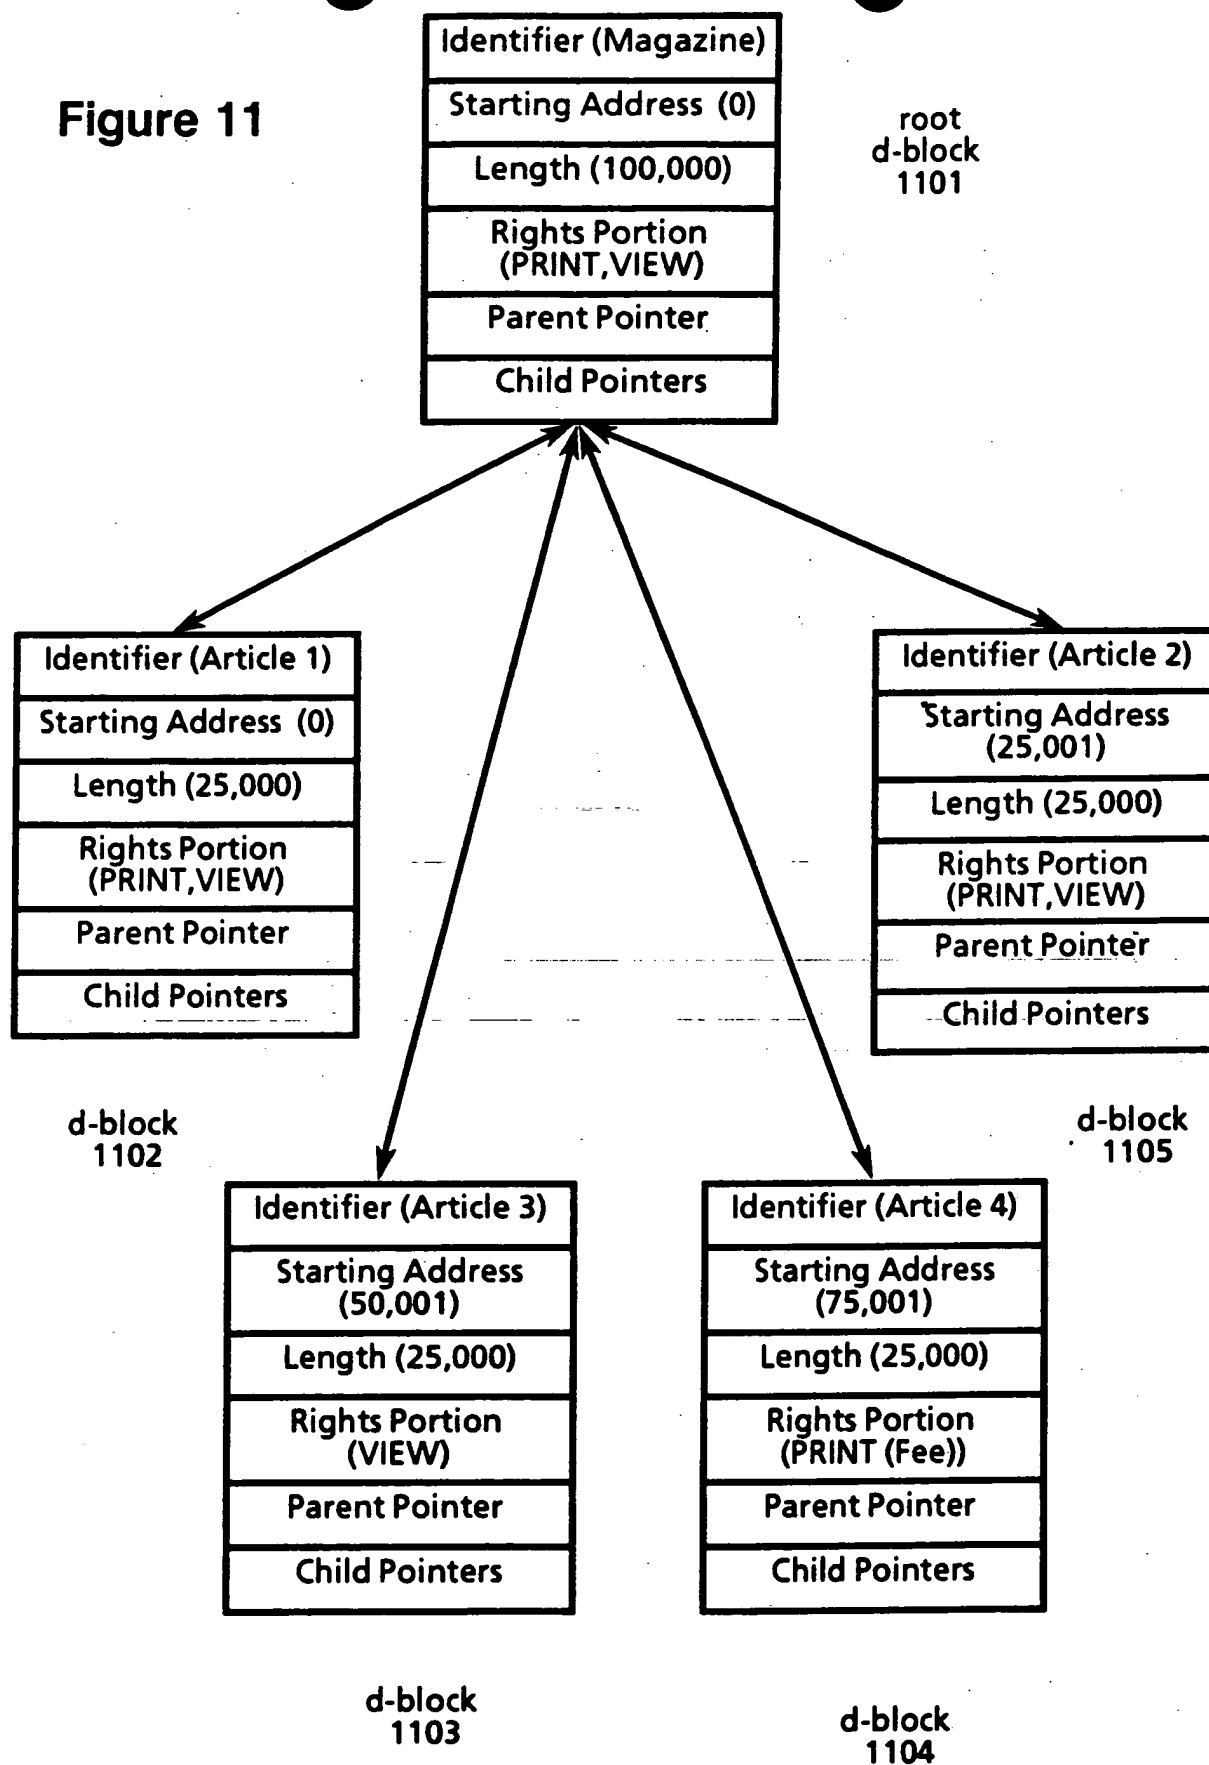 Figure 11
Identifier (Magazine)
Starting Address (0)
Length (100,000)
Rights Portion
(PRINT,VIEW)
Parent Pointer
Child Pointers
root
d-block
1101
Identifier (Article 1)
Starting Address (0)
Length (25,000)
Rights Portion
(PRINT,VIEW)
Parent Pointer
Child Pointers
d-block
1102
Identifier (Article 2)
Starting Address
(25,001)
Length (25,000)
Rights Portion
(PRINT,VIEW)
Parent Pointer
Child Pointers
d-block
1105
Identifier (Article 3)
Starting Address
(50,001)
Length (25,000)
Rights Portion
(VIEW)
Parent Pointer
Child Pointers
d-block
1103
Identifier (Article 4)
Starting Address
(75,001)
Length (25,000)
Rights Portion
(PRINT (Fee))
Parent Pointer
Child Pointers
d-block
1104